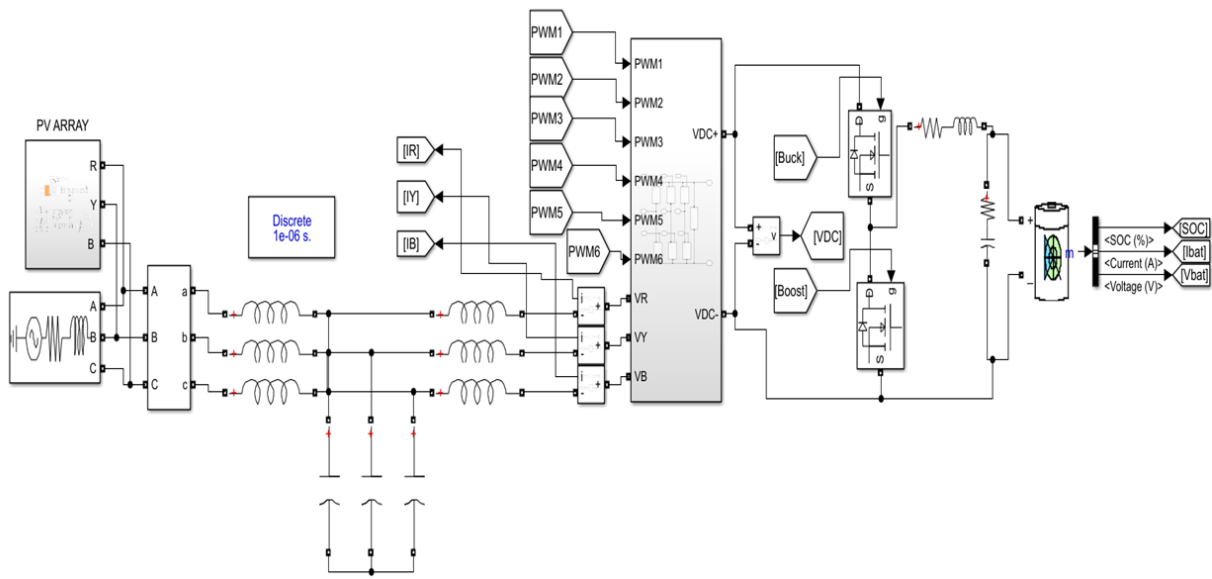 PV ARRAY
R
Y
B
A
B
C
A
B
C
a
b
c
Discrete
1e-06 s.
[IR]
[IY]
[IB]
PWM1
PWM2
PWM3
PWM4
PWM5
PWM6
i
+
-
i
+
-
i
+
-
PWM1
PWM2
PWM3
PWM4
PWM5
PWM6
VR
VY
VB
VDC+
VDC-
+
-
v
[VDC]
[Buck]
[Boost]
g
D
S
g
D
S
+
–
m
<SOC (%)>
<Current (A)>
<Voltage (V)>
[SOC]
[Ibat]
[Vbat]